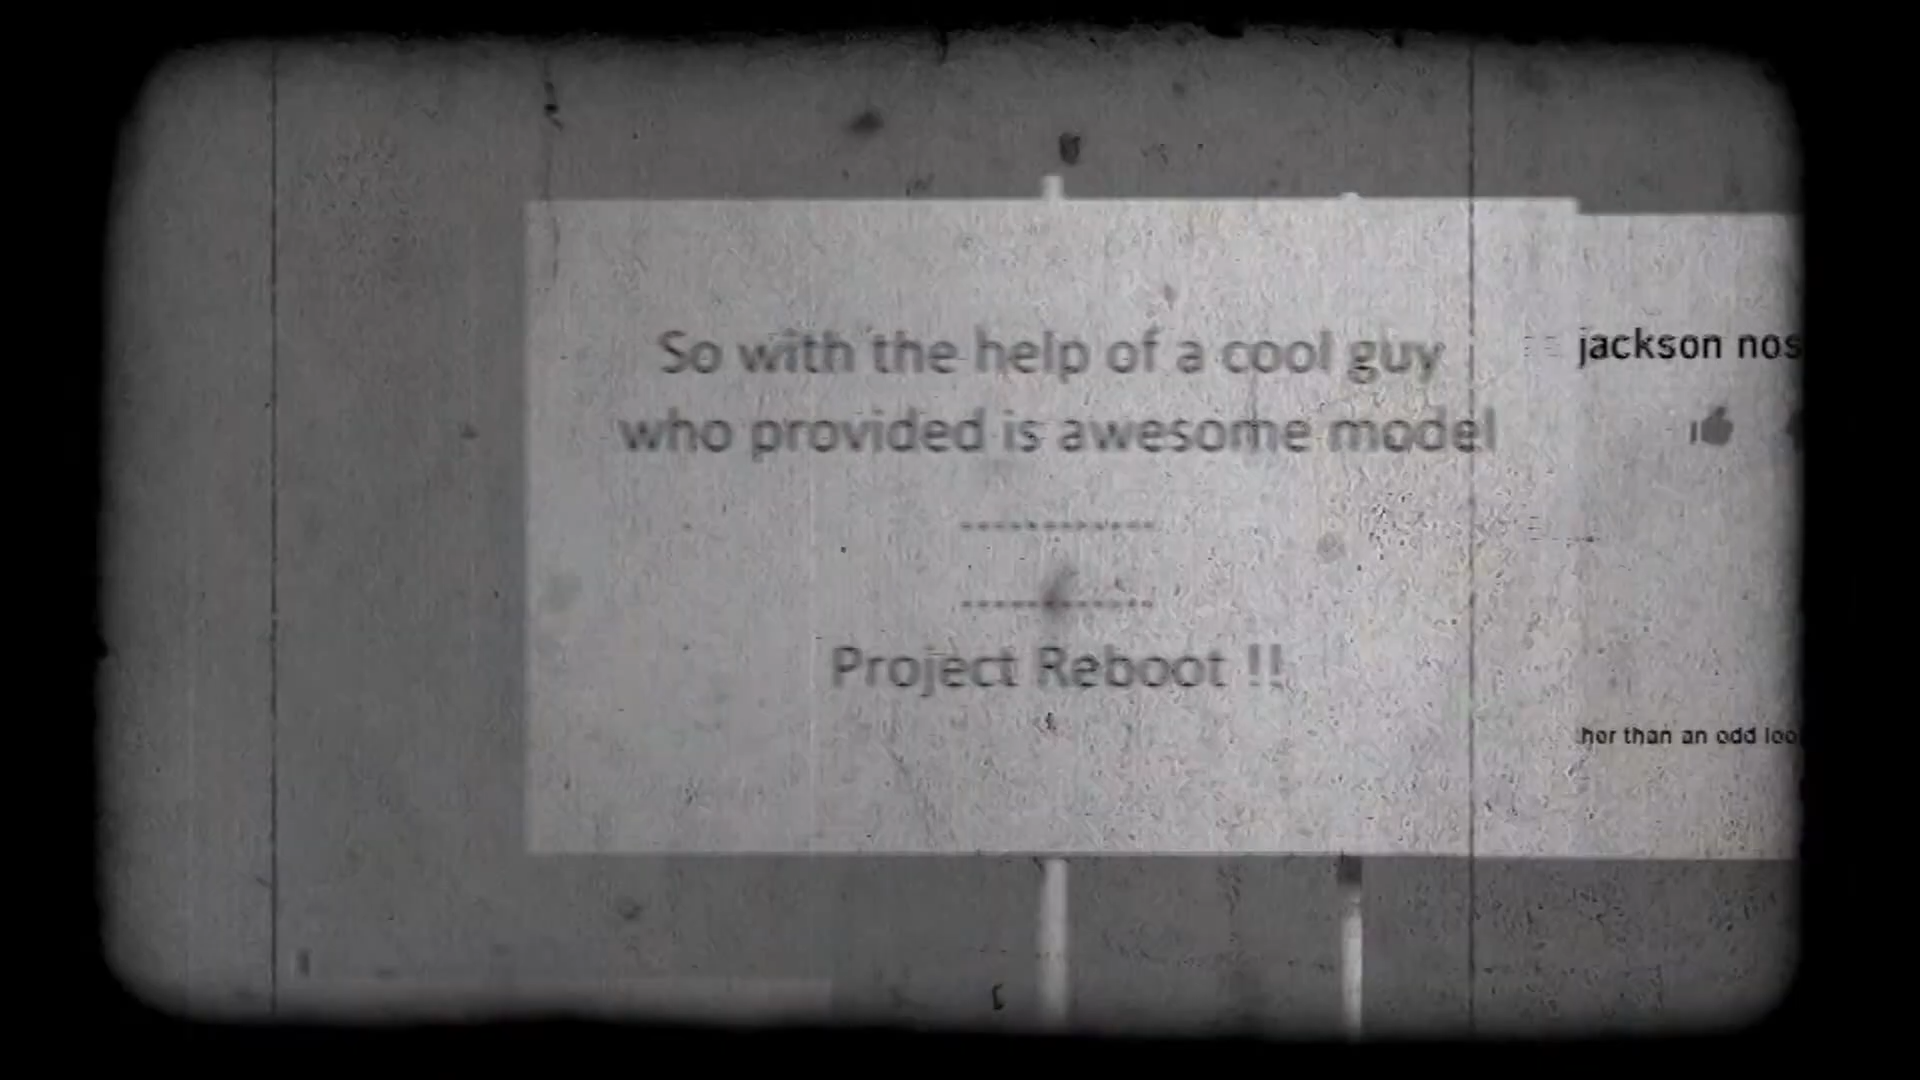 So with the help of a cool guy
who provided is awesome model
------------
------------
Project Reboot !!
jackson nos
her than an odd loo